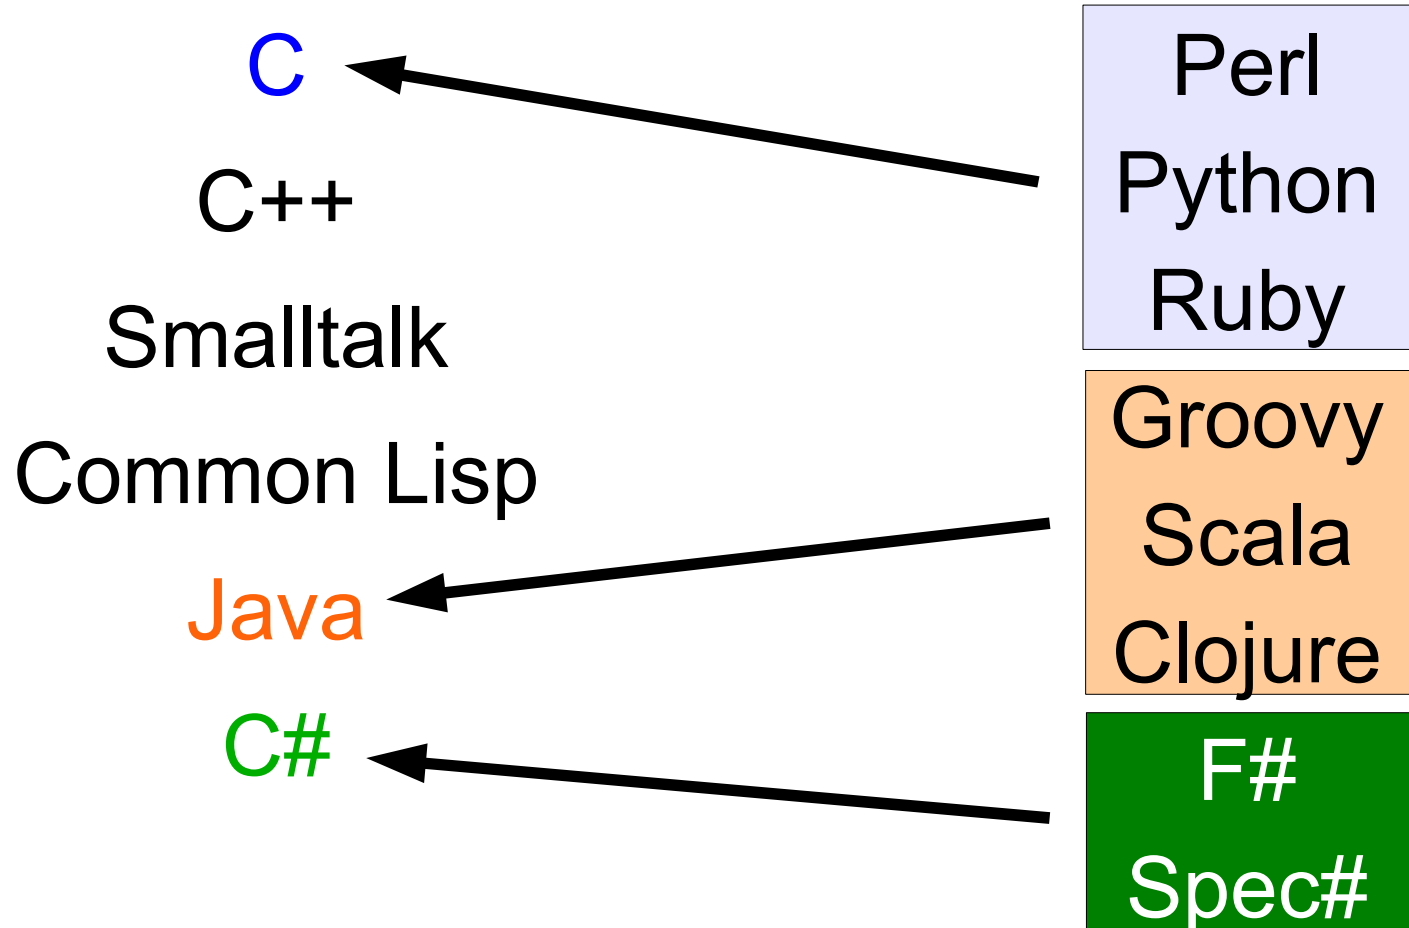 C
C++
Smalltalk
Common Lisp
Java
C#
Perl
Python
Ruby
Groovy
Scala
Clojure
F#
Spec#